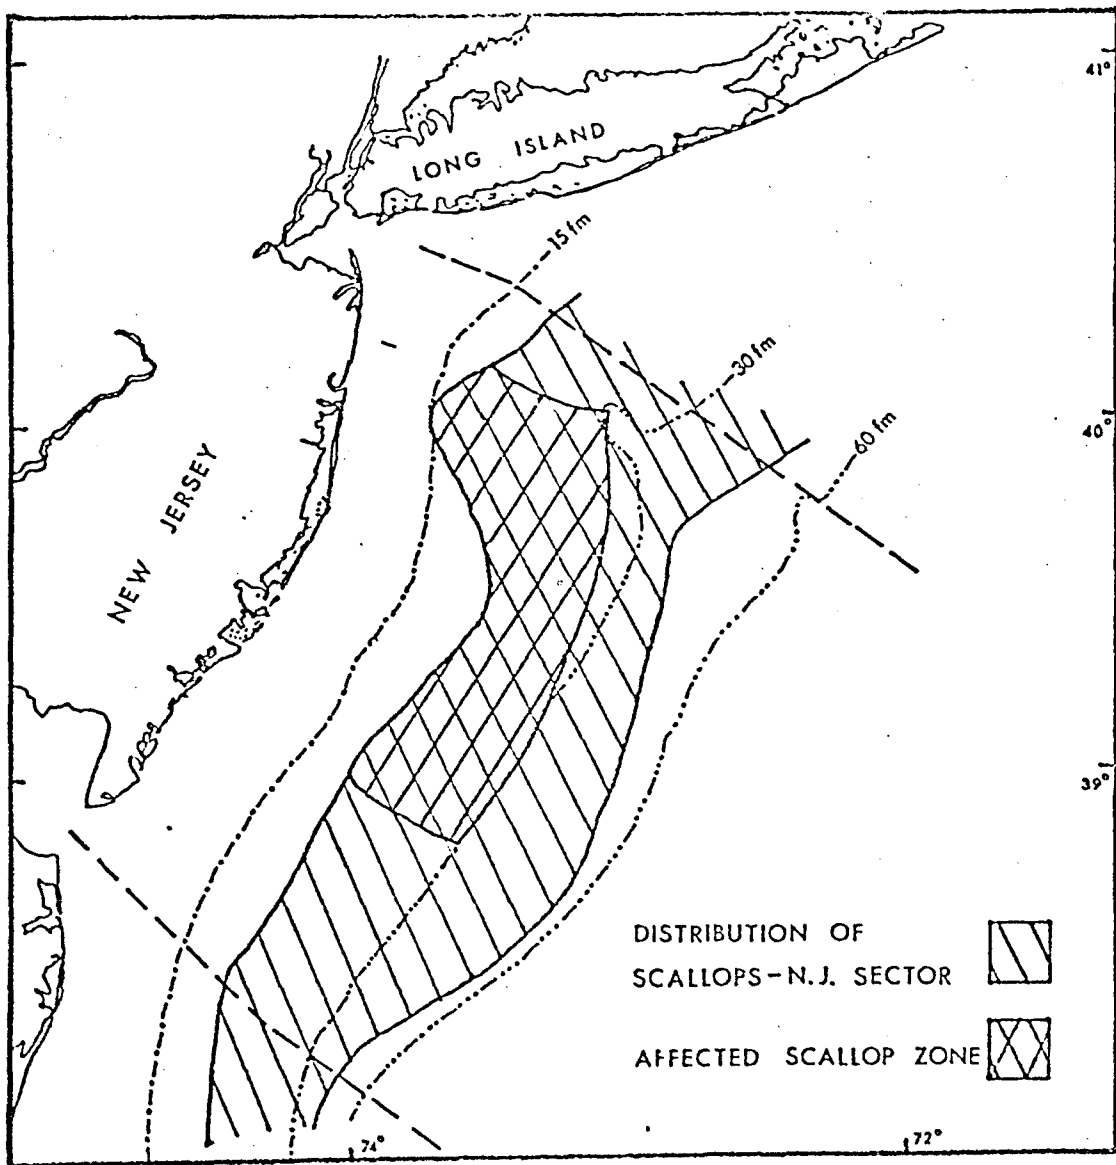 41°
LONG ISLAND
15 fm
30 fm
40°
60 fm
NEW JERSEY
39°
DISTRIBUTION OF
SCALLOPS-N.J. SECTOR
AFFECTED SCALLOP ZONE
74°
72°